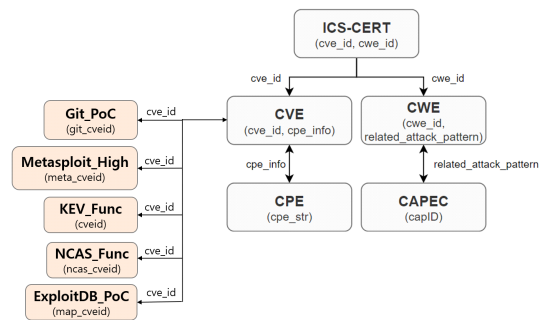 ICS-CERT
(cve_id, cwe_id)
cve_id
cwe_id
Git_PoC
(git_cveid)
cve_id
CVE
(cve_id, cpe_info)
CWE
(cwe_id,
related_attack_pattern)
Metasploit_High
(meta_cveid)
cve_id
cpe_info
related_attack_pattern
KEV_Func
(cveid)
cve_id
CPE
(cpe_str)
CAPEC
(capID)
NCAS_Func
(ncas_cveid)
cve_id
ExploitDB_PoC
(map_cveid)
cve_id